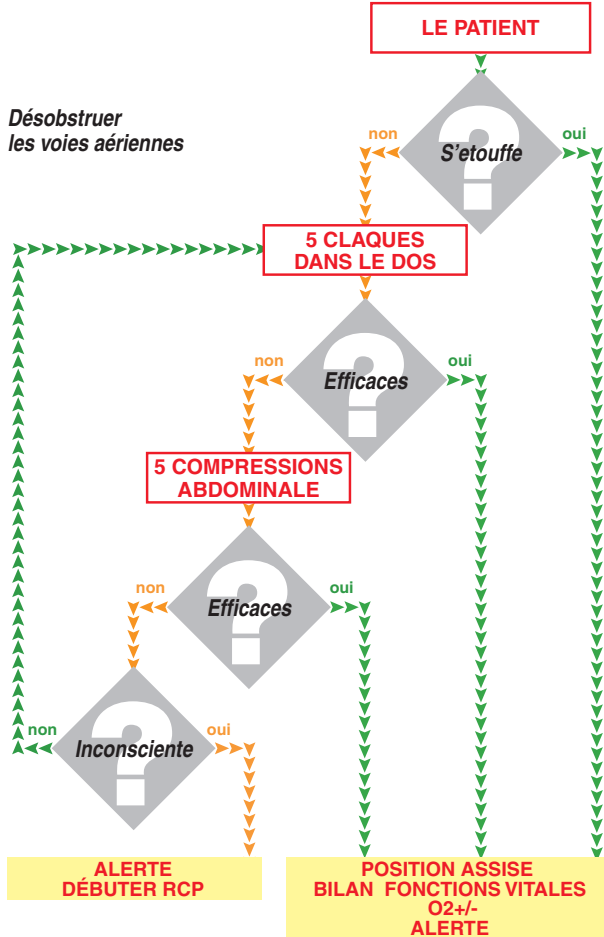 LE PATIENT
Désobstruer
les voies aériennes
non
S'etouffe
oui
5 CLAQUES
DANS LE DOS
non
Efficaces
oui
5 COMPRESSIONS
ABDOMINALE
non
Efficaces
oui
non
Inconsciente
oui
ALERTE
DÉBUTER RCP
POSITION ASSISE
BILAN FONCTIONS VITALES
O2+/-
ALERTE